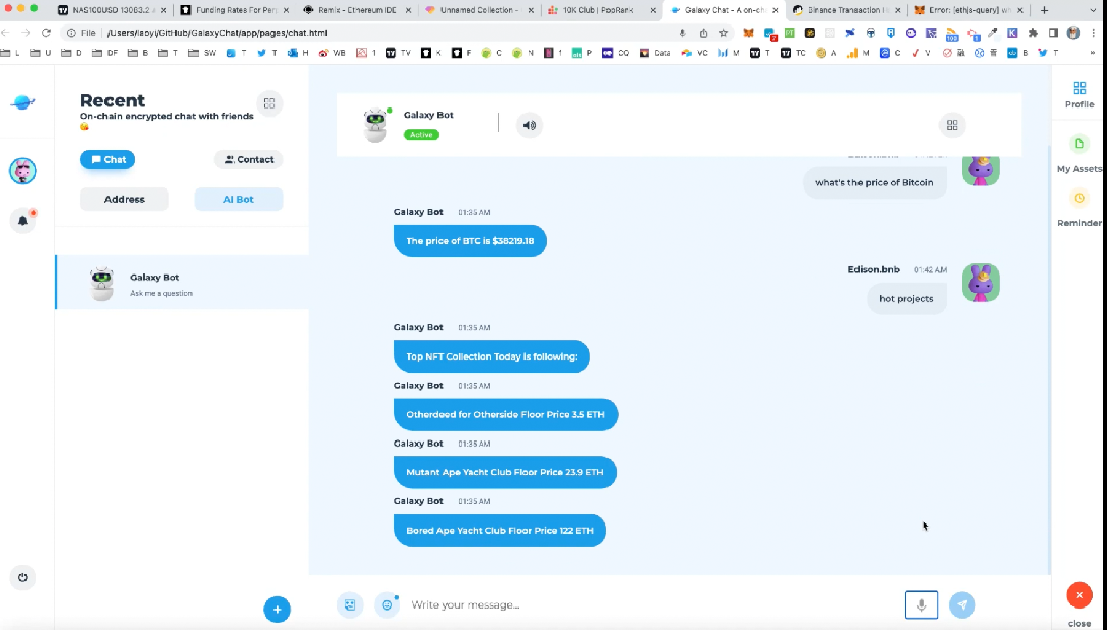 NAS100USD 13083.2
Funding Rates For Per
Remix - Ethereum IDE
Unnamed Collection -
10K Club | PopRank
Galaxy Chat - A on-cha
Binance Transaction H
Error: [ethjs-query] wh
File
/Users/laoyi/GitHub/GalaxyChat/app/pages/chat.html
L
U
D
IDF
B
T
SW
T
T
H
WB
1
TV
K
F
C
N
1
P
CQ
Data
VC
M
T
TC
A
M
C
V
B
T
»
Recent
On-chain encrypted chat with friends
Chat
Contact
Address
AI Bot
Galaxy Bot
Ask me a question
Galaxy Bot
Active
what's the price of Bitcoin
Galaxy Bot 01:35 AM
The price of BTC is $38219.18
Edison.bnb 01:42 AM
hot projects
Galaxy Bot 01:35 AM
Top NFT Collection Today is following:
Galaxy Bot 01:35 AM
Otherdeed for Otherside Floor Price 3.5 ETH
Galaxy Bot 01:35 AM
Mutant Ape Yacht Club Floor Price 23.9 ETH
Galaxy Bot 01:35 AM
Bored Ape Yacht Club Floor Price 122 ETH
Write your message...
Profile
My Assets
Reminder
close